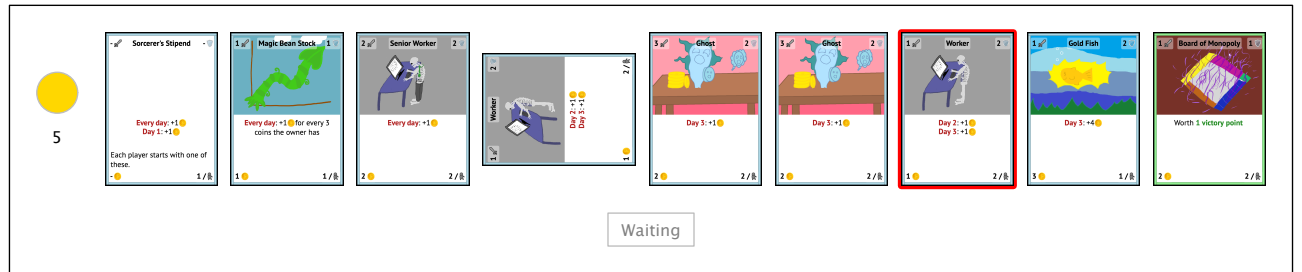 5
- Sorcerer's Stipend -
Every day: +1
Day 1: +1
Each player starts with one of
these.
- 1 /
1 Magic Bean Stock 1
Every day: +1 for every 3
coins the owner has
1 1 /
2 Senior Worker 2
Every day: +1
2 2 /
1 Worker 2
Day 2: +1
Day 3: +1
1 2 /
3 Ghost 2
Day 3: +1
2 2 /
3 Ghost 2
Day 3: +1
2 2 /
1 Worker 2
Day 2: +1
Day 3: +1
1 2 /
1 Gold Fish 2
Day 3: +4
3 1 /
1 Board of Monopoly 1
Worth 1 victory point
2 2 /
Waiting